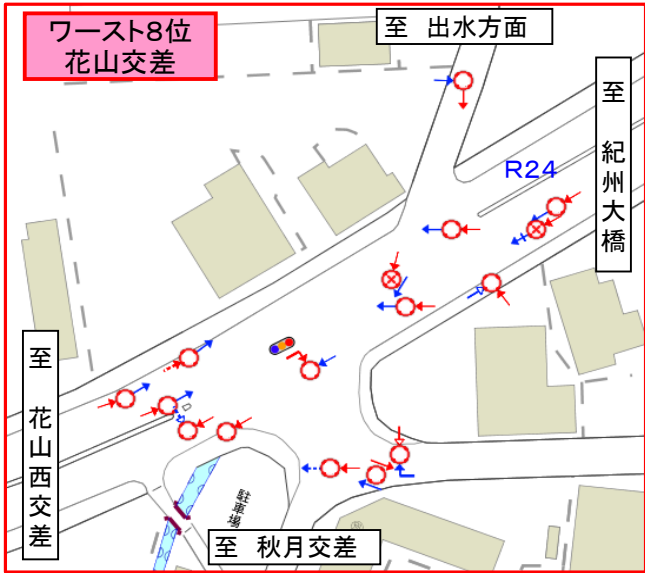 ワースト8位
花山交差
至 出水方面
至 紀州大橋
R24
至 花山西交差
駐車場
至 秋月交差